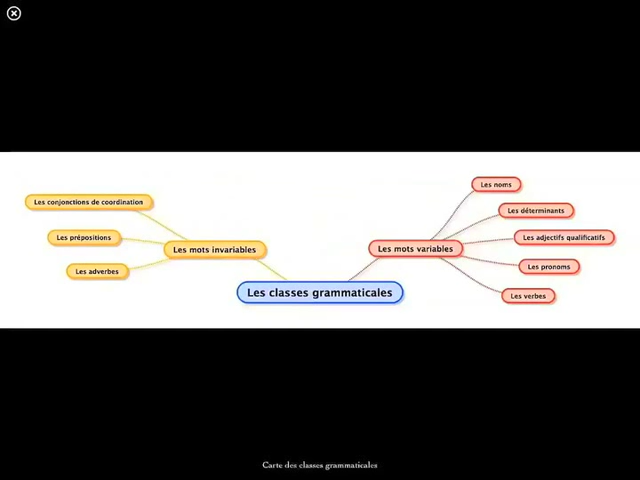 Les conjonctions de coordination
Les prépositions
Les adverbes
Les mots invariables
Les classes grammaticales
Les mots variables
Les noms
Les déterminants
Les adjectifs qualificatifs
Les pronoms
Les verbes
Carte des classes grammaticales